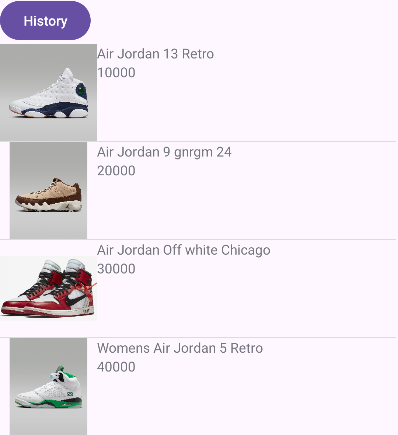 History
Air Jordan 13 Retro
10000
Air Jordan 9 gnrgm 24
20000
Air Jordan Off white Chicago
30000
Womens Air Jordan 5 Retro
40000